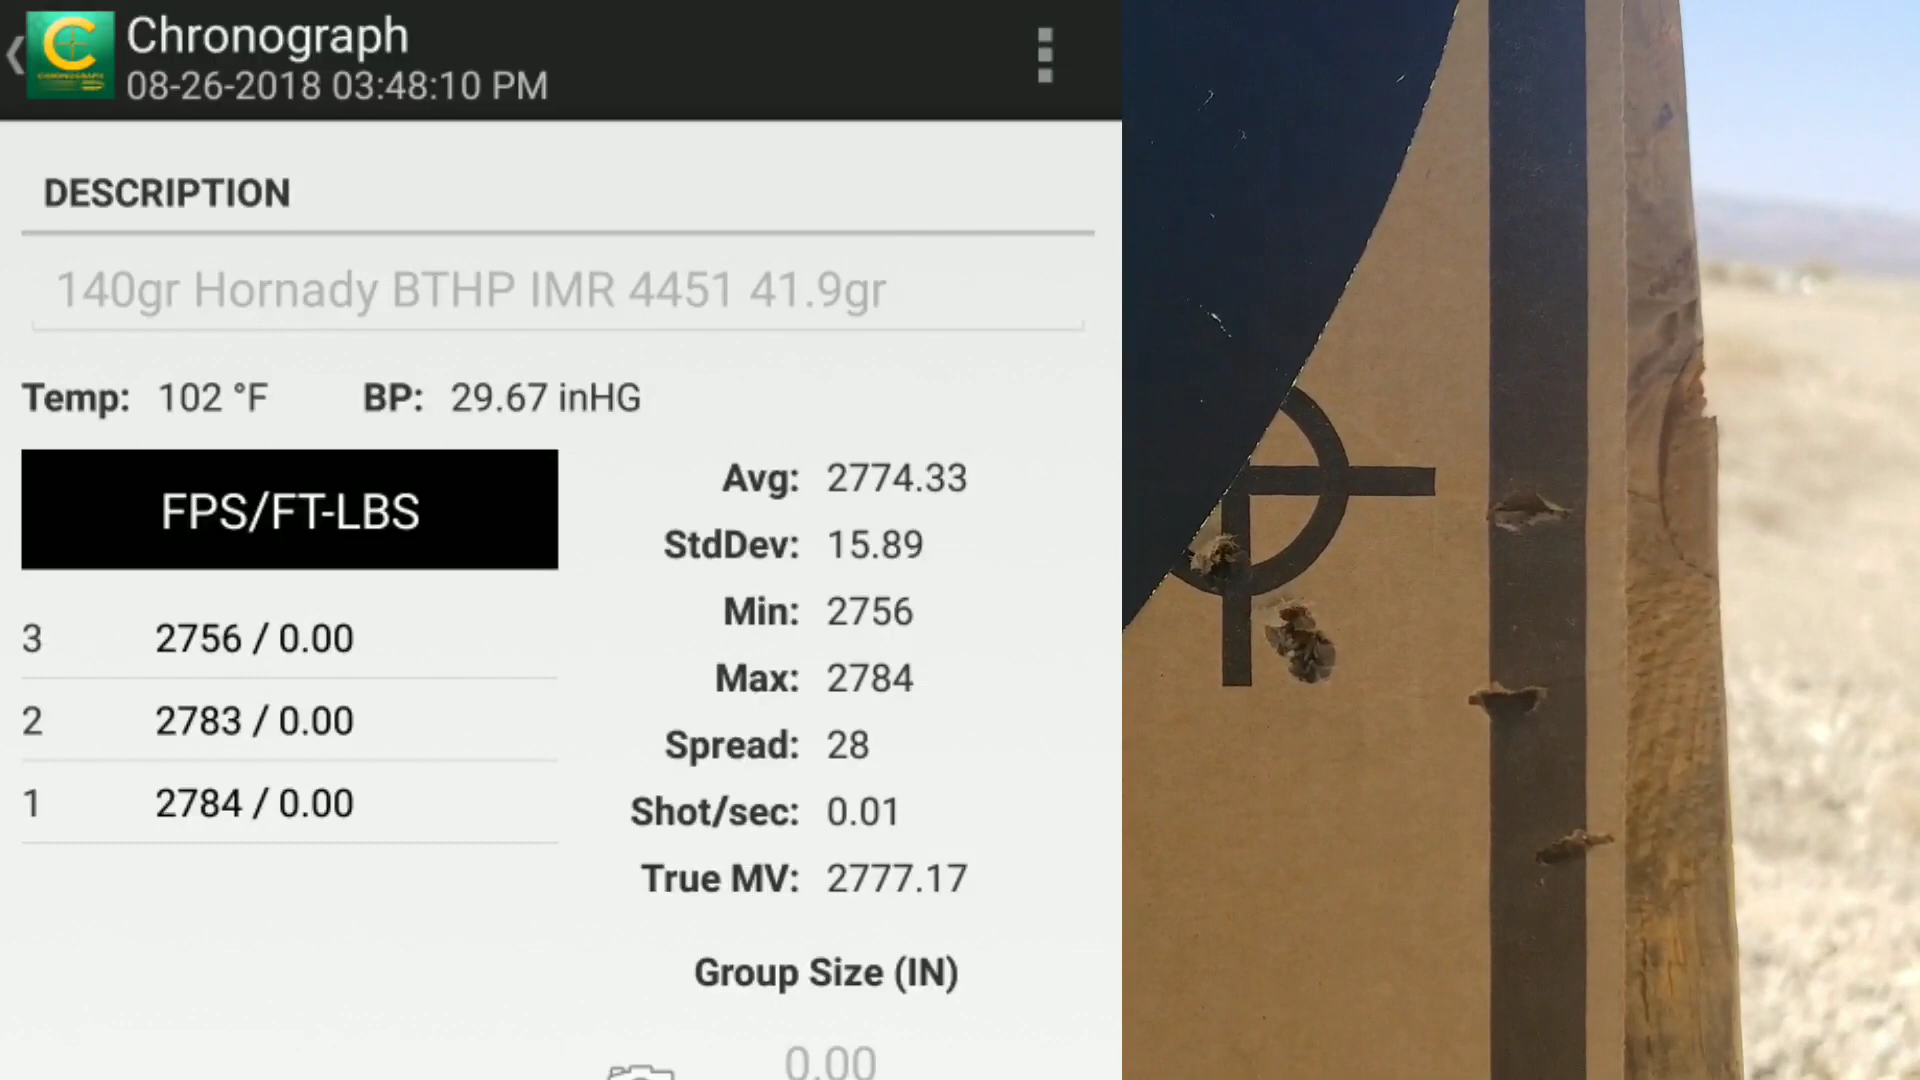 Chronograph
08-26-2018 03:48:10 PM
DESCRIPTION
140gr Hornady BTHP IMR 4451 41.9gr
Temp: 102 °F BP: 29.67 inHG
FPS/FT-LBS
3 2756 / 0.00
2 2783 / 0.00
1 2784 / 0.00
Avg: 2774.33
StdDev: 15.89
Min: 2756
Max: 2784
Spread: 28
Shot/sec: 0.01
True MV: 2777.17
Group Size (IN)
0.00